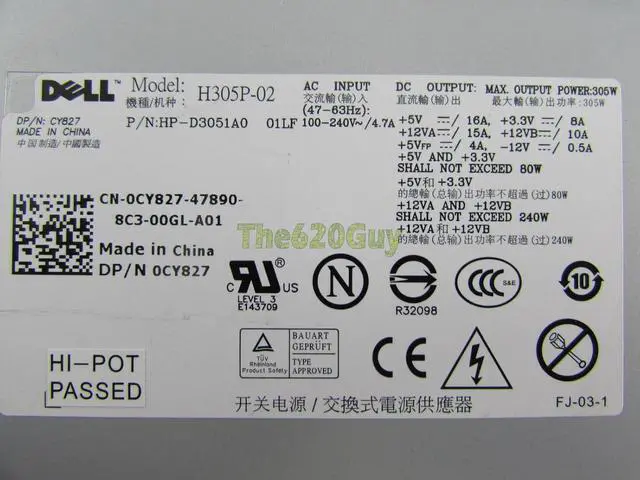 DELL™ Model: H305P-02
機種/机种:
P/N:HP-D3051A0 01LF
DP/N: CY827
MADE IN CHINA
中国制造/中國製造
AC INPUT
交流輸(输)入
(47-63Hz):
100-240V~/4.7A
DC OUTPUT: MAX. OUTPUT POWER:305W
直流輸(输)出 最大輸(输)出功率:305W
+5V ⎓/ 16A, +3.3V ⎓/ 8A
+12VA ⎓/ 15A, +12VB ⎓/ 10A
+5VFP ⎓/ 4A, -12V ⎓/ 0.5A
+5V AND +3.3V
SHALL NOT EXCEED 80W
+5V和 +3.3V
的總輸(总输)出功率不超過(过)80W
+12VA AND +12VB
SHALL NOT EXCEED 240W
+12VA和 +12VB
的總輸(总输)出功率不超過(过)240W
CN-0CY827-47890-
8C3-00GL-A01
Made in China
DP/N 0CY827
The620Guy
C RU US
LEVEL 3
E143709
N
R32098
CCC
S&E
10
TÜV
Rheinland
Product Safety
BAUART
GEPRÜFT
TYPE
APPROVED
CE
HI-POT
PASSED
开关电源/交換式電源供應器
FJ-03-1